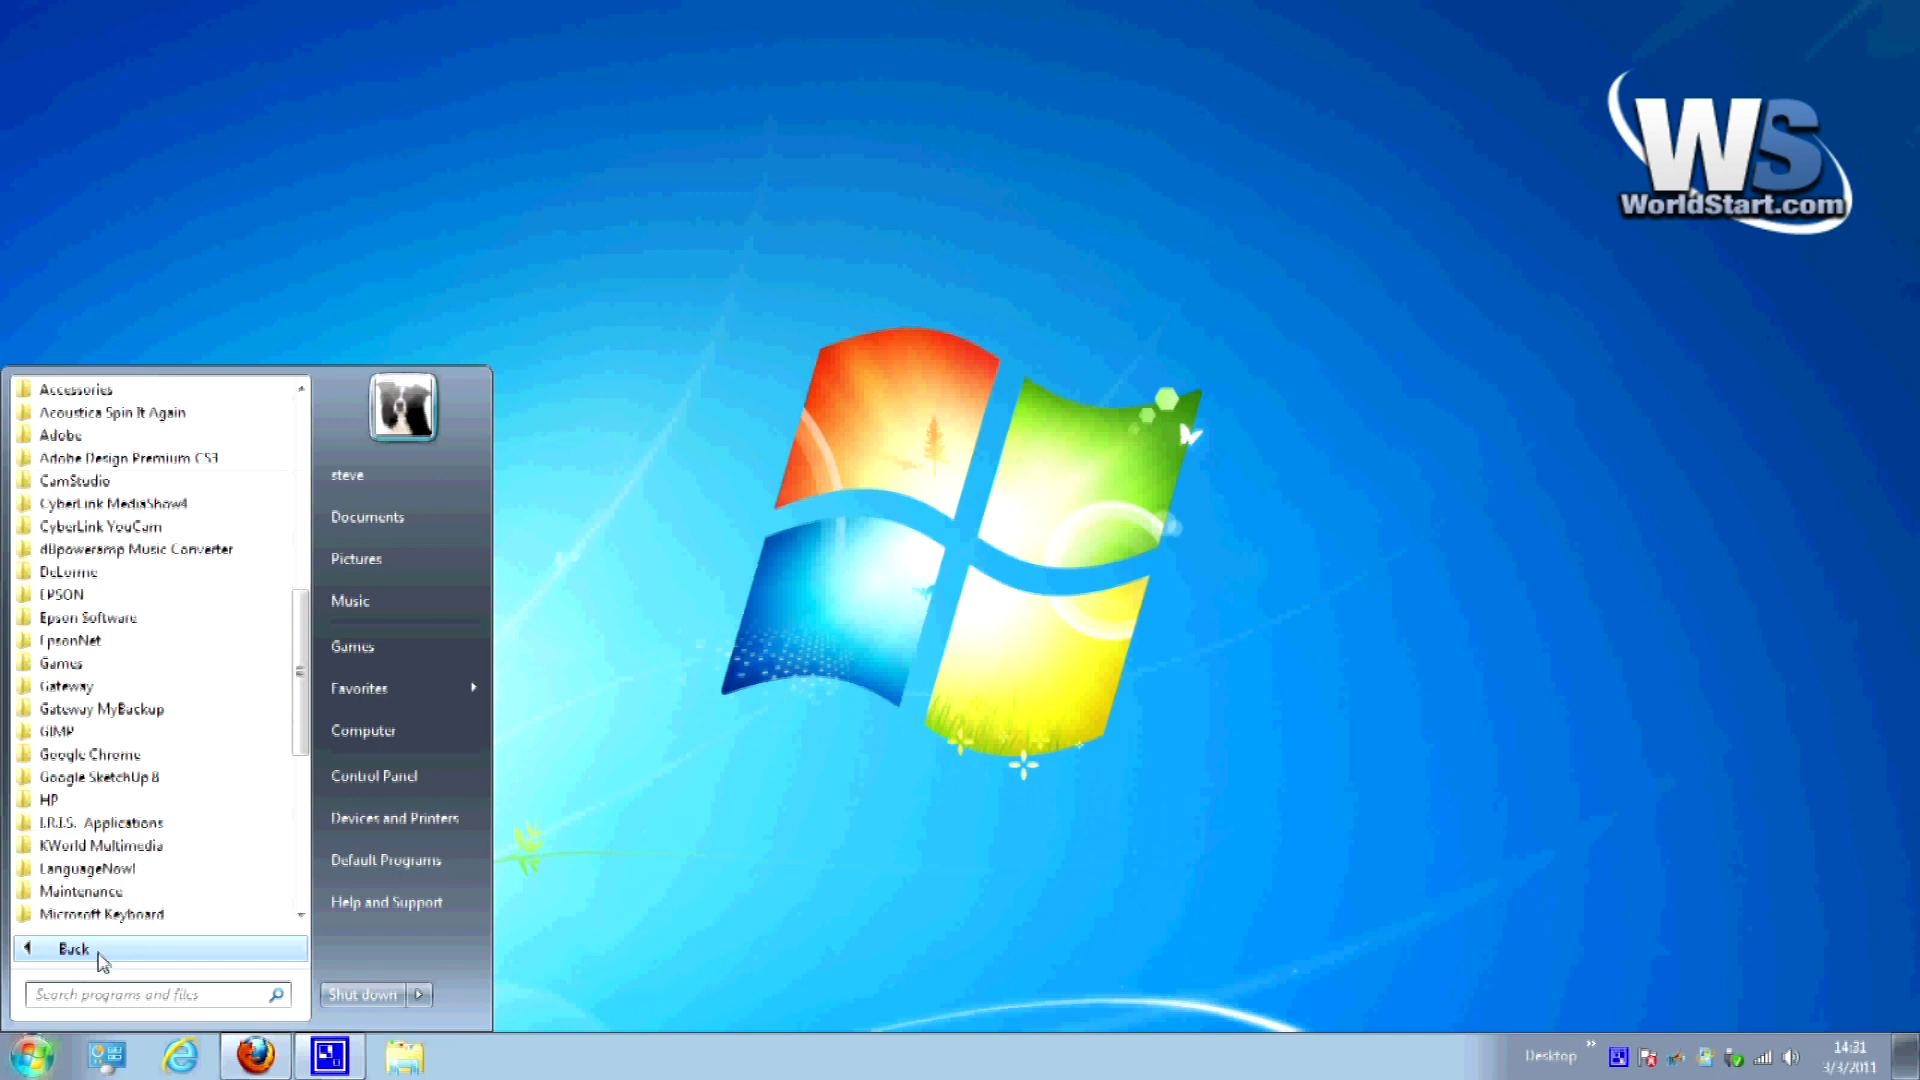 WS
WorldStart.com
Accessories
Acoustica Spin It Again
Adobe
Adobe Design Premium CS3
CamStudio
CyberLink MediaShow4
CyberLink YouCam
dBpoweramp Music Converter
DeLorme
EPSON
Epson Software
EpsonNet
Games
Gateway
Gateway MyBackup
GIMP
Google Chrome
Google SketchUp 8
HP
I.R.I.S. Applications
KWorld Multimedia
LanguageNow!
Maintenance
Microsoft Keyboard
Back
Search programs and files
steve
Documents
Pictures
Music
Games
Favorites
Computer
Control Panel
Devices and Printers
Default Programs
Help and Support
Shut down
Desktop »
14:31
3/3/2011